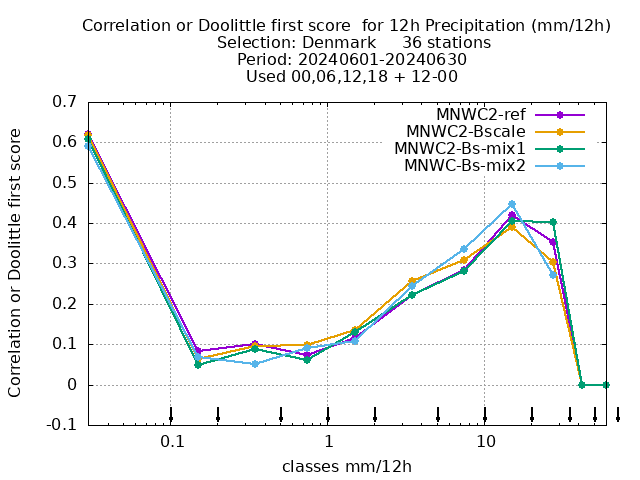 Correlation or Doolittle first score  for 12h Precipitation (mm/12h)
Selection: Denmark     36 stations
Period: 20240601-20240630
Used 00,06,12,18 + 12-00
Correlation or Doolittle first score
0.7
0.6
0.5
0.4
0.3
0.2
0.1
0
-0.1
MNWC2-ref
MNWC2-Bscale
MNWC2-Bs-mix1
MNWC-Bs-mix2
0.1
1
10
classes mm/12h